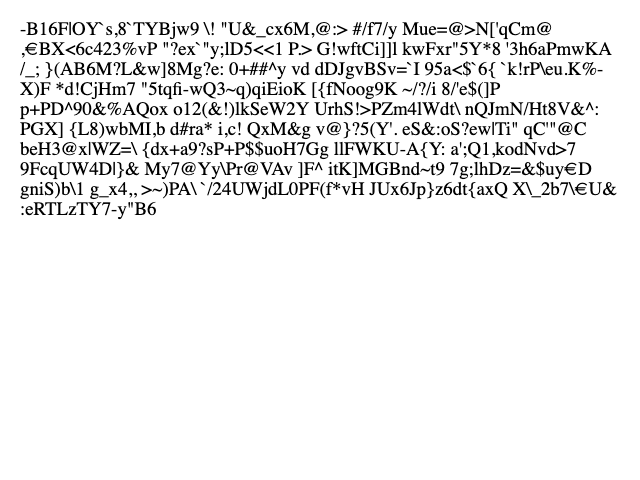 -B16F|OY`s,8`TYBjw9 \! "U&_cx6M,@:> #/f7/y Mue=@>N['qCm@
,€BX<6c423%vP "?ex`"y;lD5<<1 P.> G!wftCi]]l kwFxr"5Y*8 '3h6aPmwKA
/_; }(AB6M?L&w]8Mg?e: 0+##^y vd dDJgvBSv=`I 95a<$`6{ `k!rP\eu.K%-
X)F *d!CjHm7 "5tqfi-wQ3~q)qiEioK [{fNoog9K ~/?/i 8/'e$(]P
p+PD^90&%AQox o12(&!)lkSeW2Y UrhS!>PZm4lWdt\ nQJmN/Ht8V&^:
PGX] {L8)wbMI,b d#ra* i,c! QxM&g v@}?5(Y'. eS&:oS?ew|Ti" qC'"@C
beH3@x|WZ=\ {dx+a9?sP+P$$uoH7Gg llFWKU-A{Y: a';Q1,kodNvd>7
9FcqUW4D|}& My7@Yy\Pr@VAv ]F^ itK]MGBnd~t9 7g;lhDz=&$uy€D
gniS)b\1 g_x4,, >~)PA\`/24UWjdL0PF(f*vH JUx6Jp}z6dt{axQ X\_2b7\€U&
:eRTLzTY7-y"B6